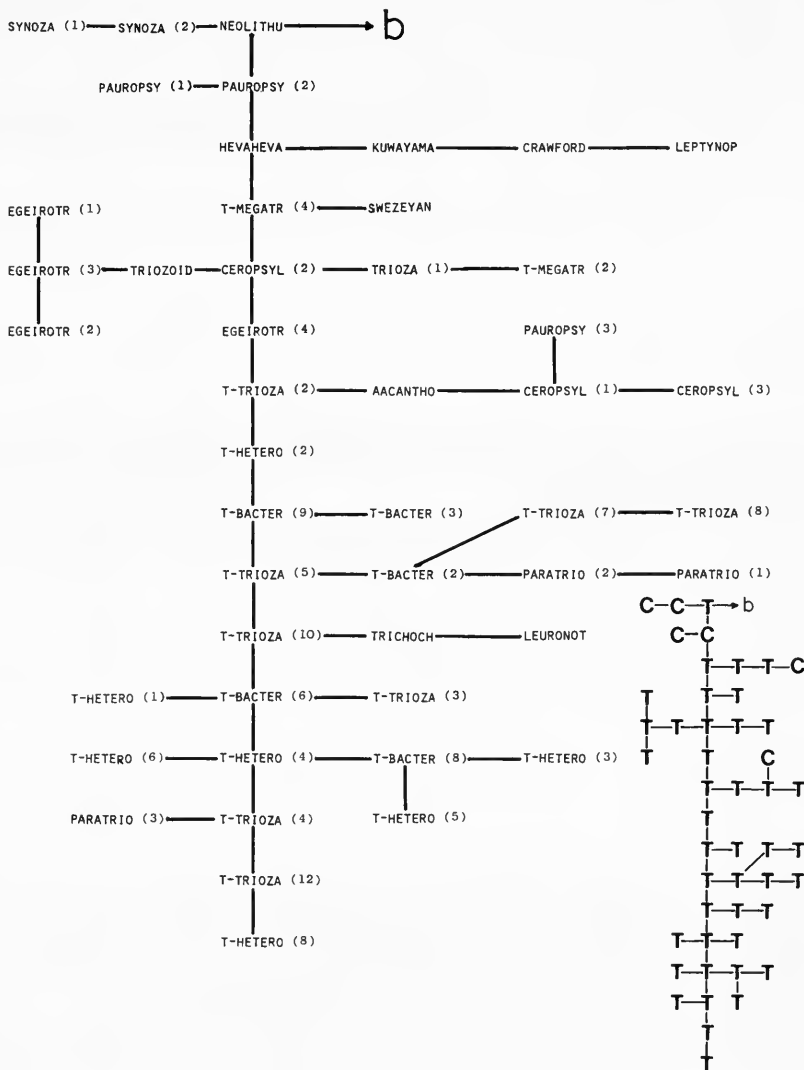 SYNOZA (1) SYNOZA (2) NEOLITHU b
PAUROPSY (1) PAUROPSY (2)
HEVAHEVA KUWAYAMA CRAWFORD LEPTYNOP
EGEIROTR (1) T-MEGATR (4) SWEZEYAN
EGEIROTR (3) TRIOZOID CEROPSYL (2) TRIOZA (1) T-MEGATR (2)
EGEIROTR (2) EGEIROTR (4) PAUROPSY (3)
T-TRIOZA (2) AACANTHO CEROPSYL (1) CEROPSYL (3)
T-HETERO (2)
T-BACTER (9) T-BACTER (3) T-TRIOZA (7) T-TRIOZA (8)
T-TRIOZA (5) T-BACTER (2) PARATRIO (2) PARATRIO (1)
T-TRIOZA (10) TRICHOCH LEURONOT
T-HETERO (1) T-BACTER (6) T-TRIOZA (3)
T-HETERO (6) T-HETERO (4) T-BACTER (8) T-HETERO (3)
PARATRIO (3) T-TRIOZA (4) T-HETERO (5)
T-TRIOZA (12)
T-HETERO (8)
C C T b
C C
T T T C
T T T
T T T T T
T T C
T T T T
T
T T T T
T T T T
T T T
T T T
T T T T
T T T
T
T